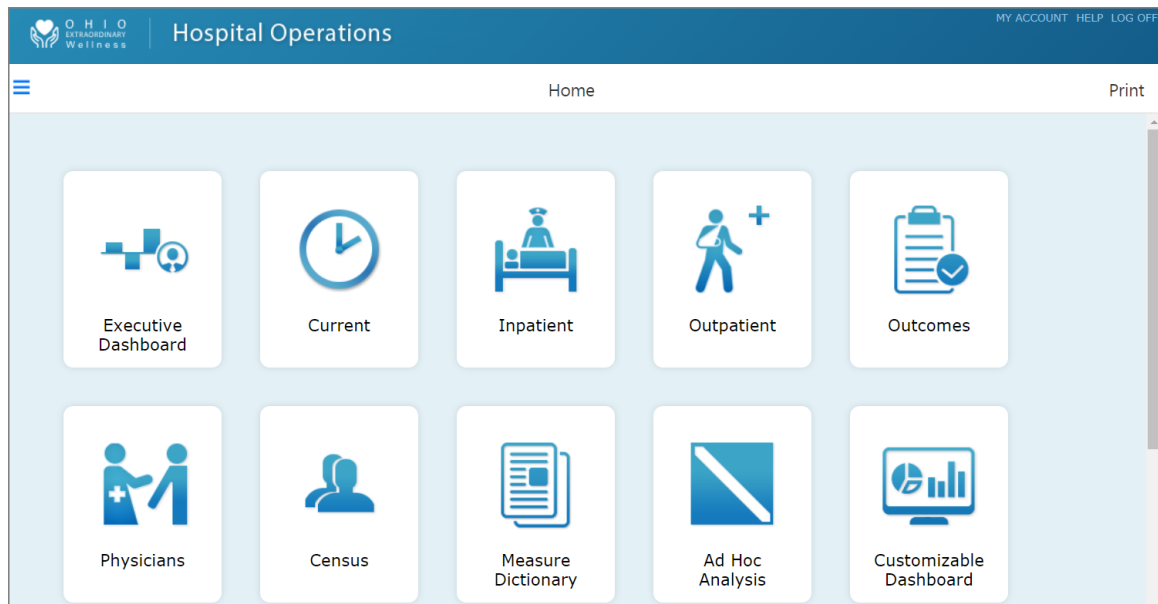 MY ACCOUNT HELP LOG OFF
OHIO
EXTRAORDINARY
Wellness
Hospital Operations
Home
Print
Executive
Dashboard
Current
Inpatient
Outpatient
Outcomes
Physicians
Census
Measure
Dictionary
Ad Hoc
Analysis
Customizable
Dashboard